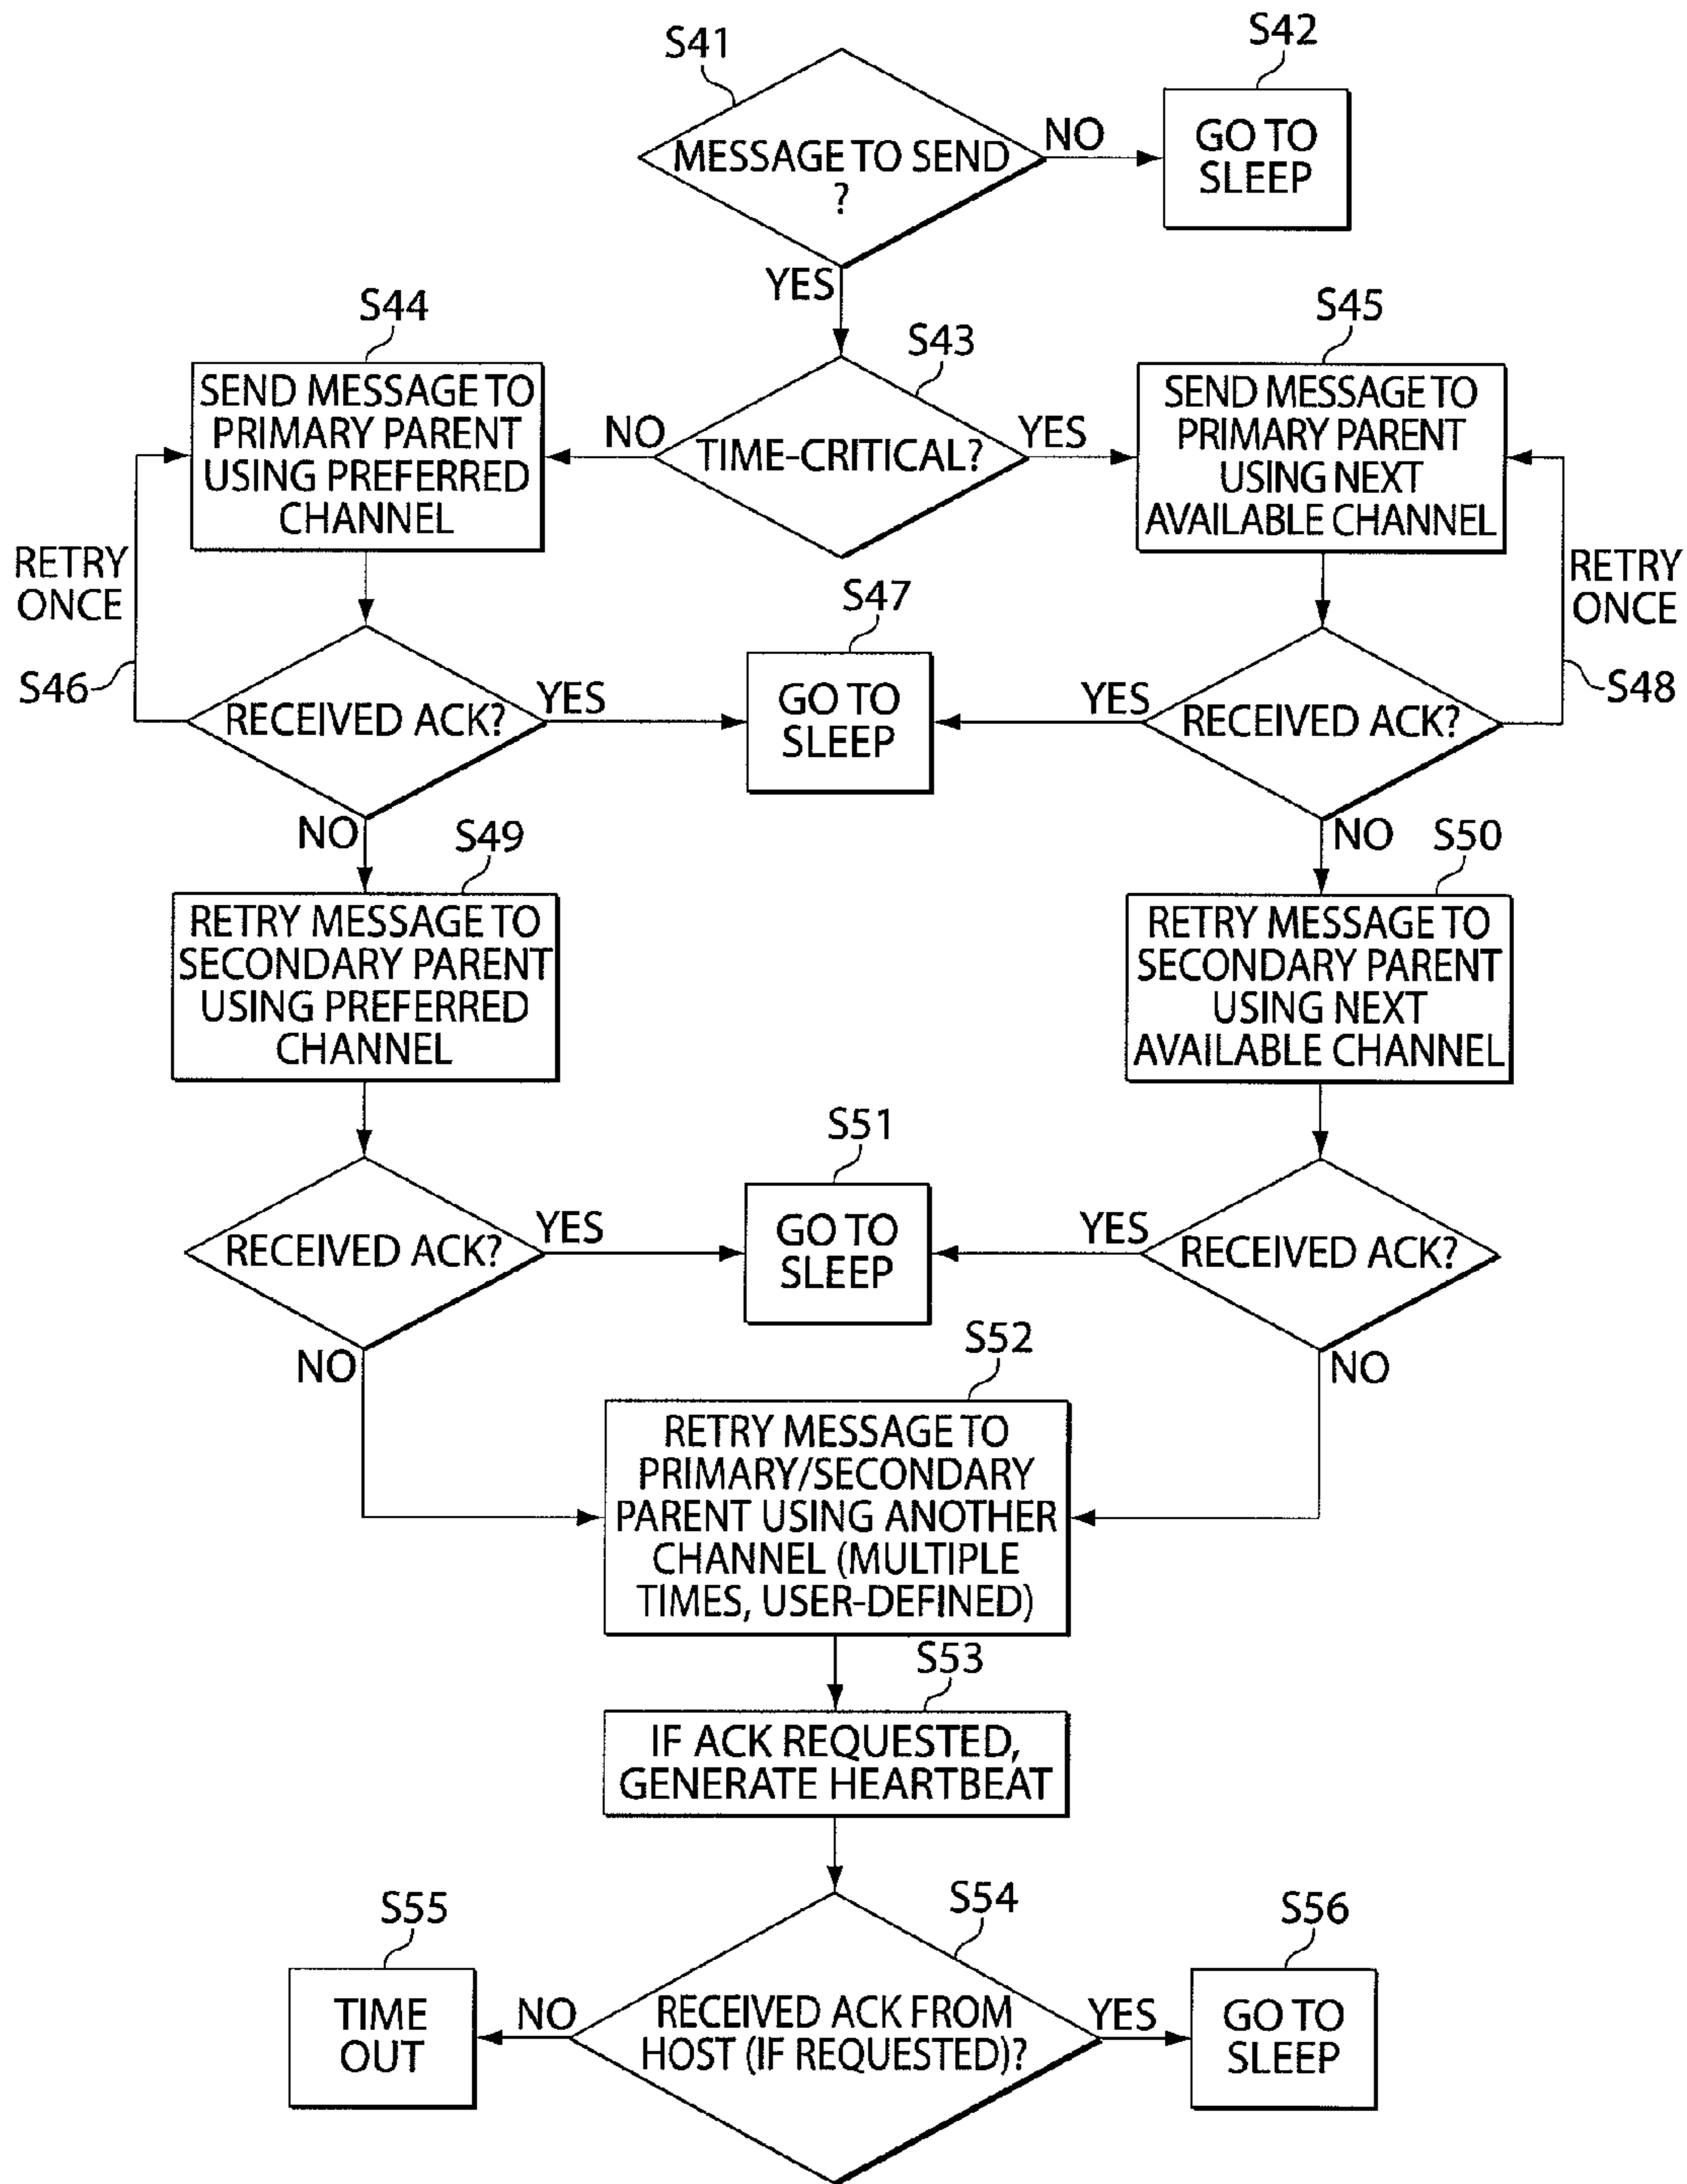 S41
S42
MESSAGE TO SEND
?
NO
GO TO
SLEEP
YES
S44
S43
S45
SEND MESSAGE TO
PRIMARY PARENT
USING PREFERRED
CHANNEL
NO
TIME-CRITICAL?
YES
SEND MESSAGE TO
PRIMARY PARENT
USING NEXT
AVAILABLE CHANNEL
RETRY
ONCE
S47
RETRY
ONCE
S46
RECEIVED ACK?
YES
GO TO
SLEEP
YES
RECEIVED ACK?
S48
NO
S49
NO
S50
RETRY MESSAGE TO
SECONDARY PARENT
USING PREFERRED
CHANNEL
RETRY MESSAGE TO
SECONDARY PARENT
USING NEXT
AVAILABLE CHANNEL
S51
RECEIVED ACK?
YES
GO TO
SLEEP
YES
RECEIVED ACK?
NO
S52
NO
RETRY MESSAGE TO
PRIMARY/SECONDARY
PARENT USING ANOTHER
CHANNEL (MULTIPLE
TIMES, USER-DEFINED)
S53
IF ACK REQUESTED,
GENERATE HEARTBEAT
S55
S54
S56
TIME
OUT
NO
RECEIVED ACK FROM
HOST (IF REQUESTED)?
YES
GO TO
SLEEP